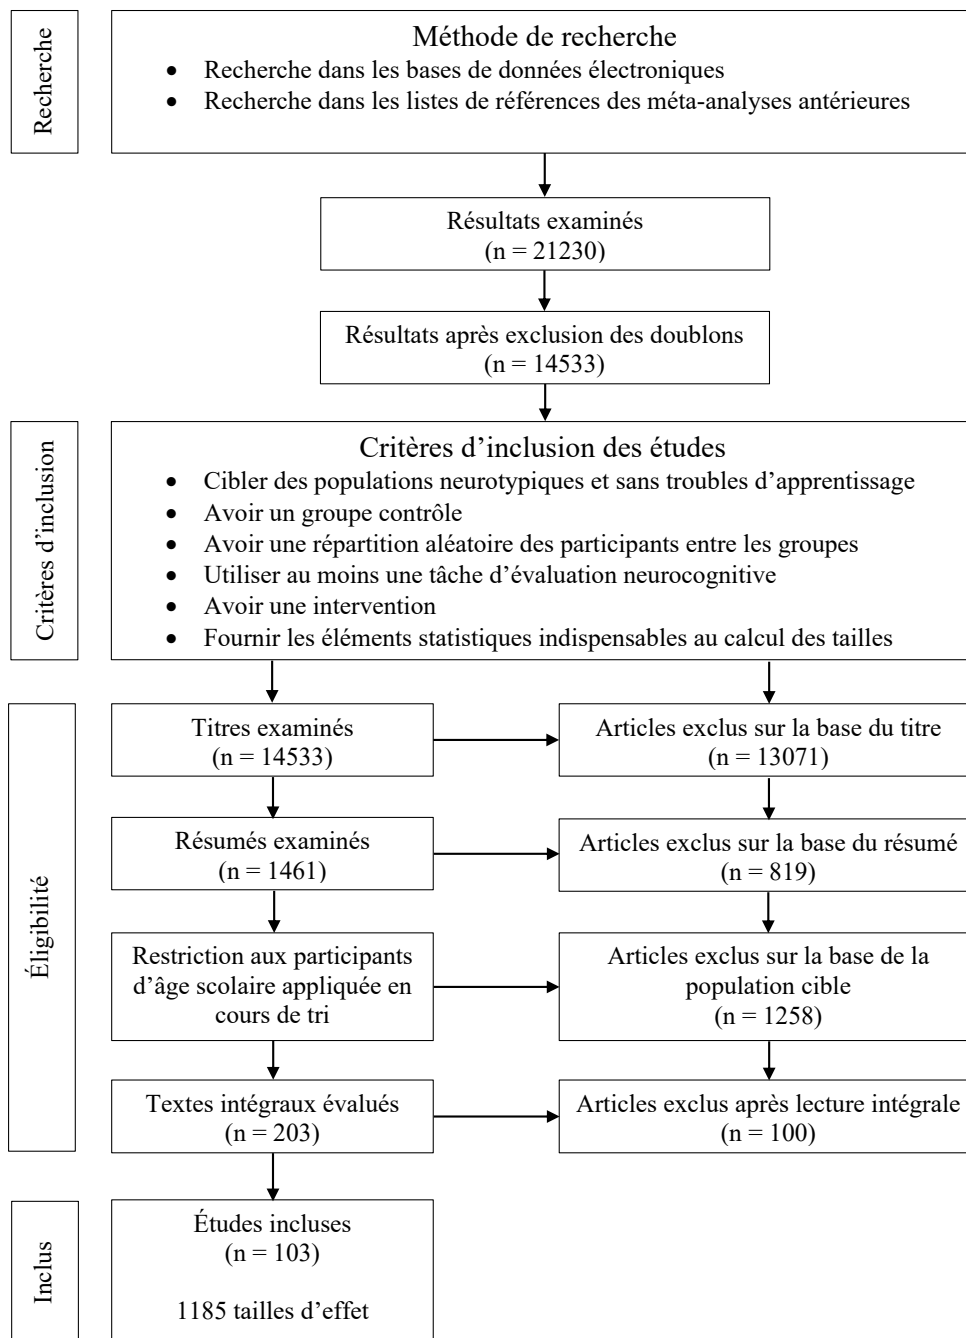 Recherche
Méthode de recherche
• Recherche dans les bases de données électroniques
• Recherche dans les listes de références des méta-analyses antérieures
Résultats examinés
(n = 21230)
Résultats après exclusion des doublons
(n = 14533)
Critères d’inclusion
Critères d’inclusion des études
• Cibler des populations neurotypiques et sans troubles d’apprentissage
• Avoir un groupe contrôle
• Avoir une répartition aléatoire des participants entre les groupes
• Utiliser au moins une tâche d’évaluation neurocognitive
• Avoir une intervention
• Fournir les éléments statistiques indispensables au calcul des tailles
Éligibilité
Titres examinés
(n = 14533)
Articles exclus sur la base du titre
(n = 13071)
Résumés examinés
(n = 1461)
Articles exclus sur la base du résumé
(n = 819)
Restriction aux participants
d’âge scolaire appliquée en
cours de tri
Articles exclus sur la base de la
population cible
(n = 1258)
Textes intégraux évalués
(n = 203)
Articles exclus après lecture intégrale
(n = 100)
Inclus
Études incluses
(n = 103)
1185 tailles d’effet